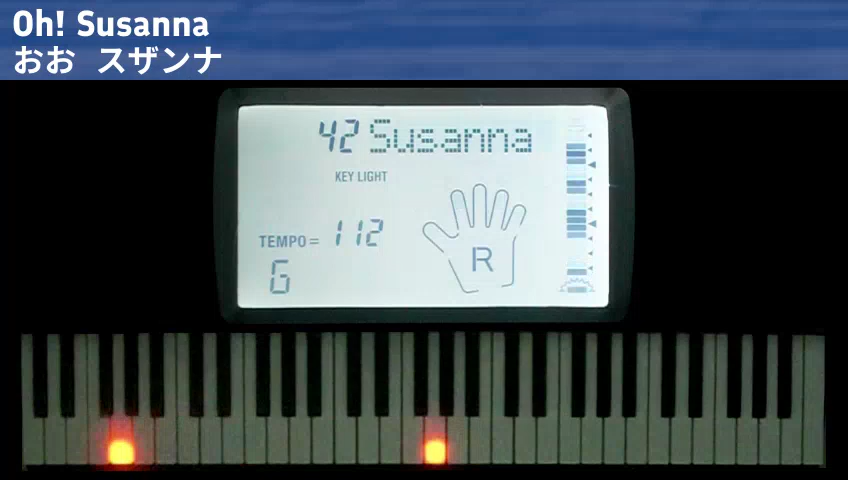 Oh! Susanna
おお スザンナ
42 Susanna
KEY LIGHT
TEMPO= 112
G
R